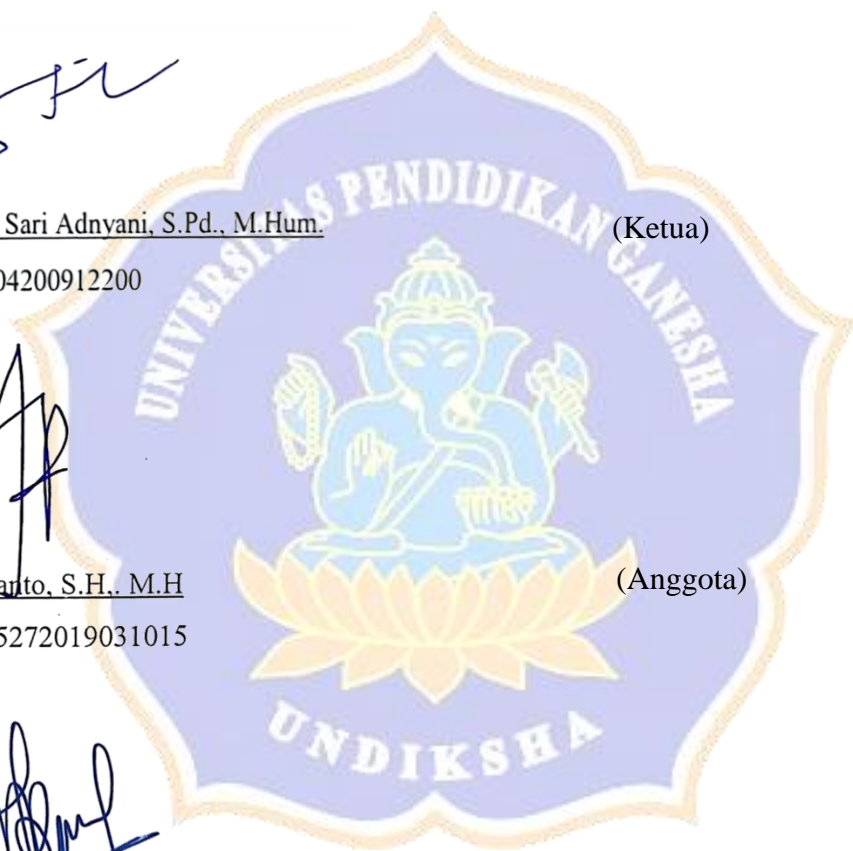 UNIVERSITAS PENDIDIKAN GANESHA
Sari Adnyani, S.Pd., M.Hum. (Ketua)
04200912200
anto, S.H,. M.H (Anggota)
5272019031015
UNDIKSHA